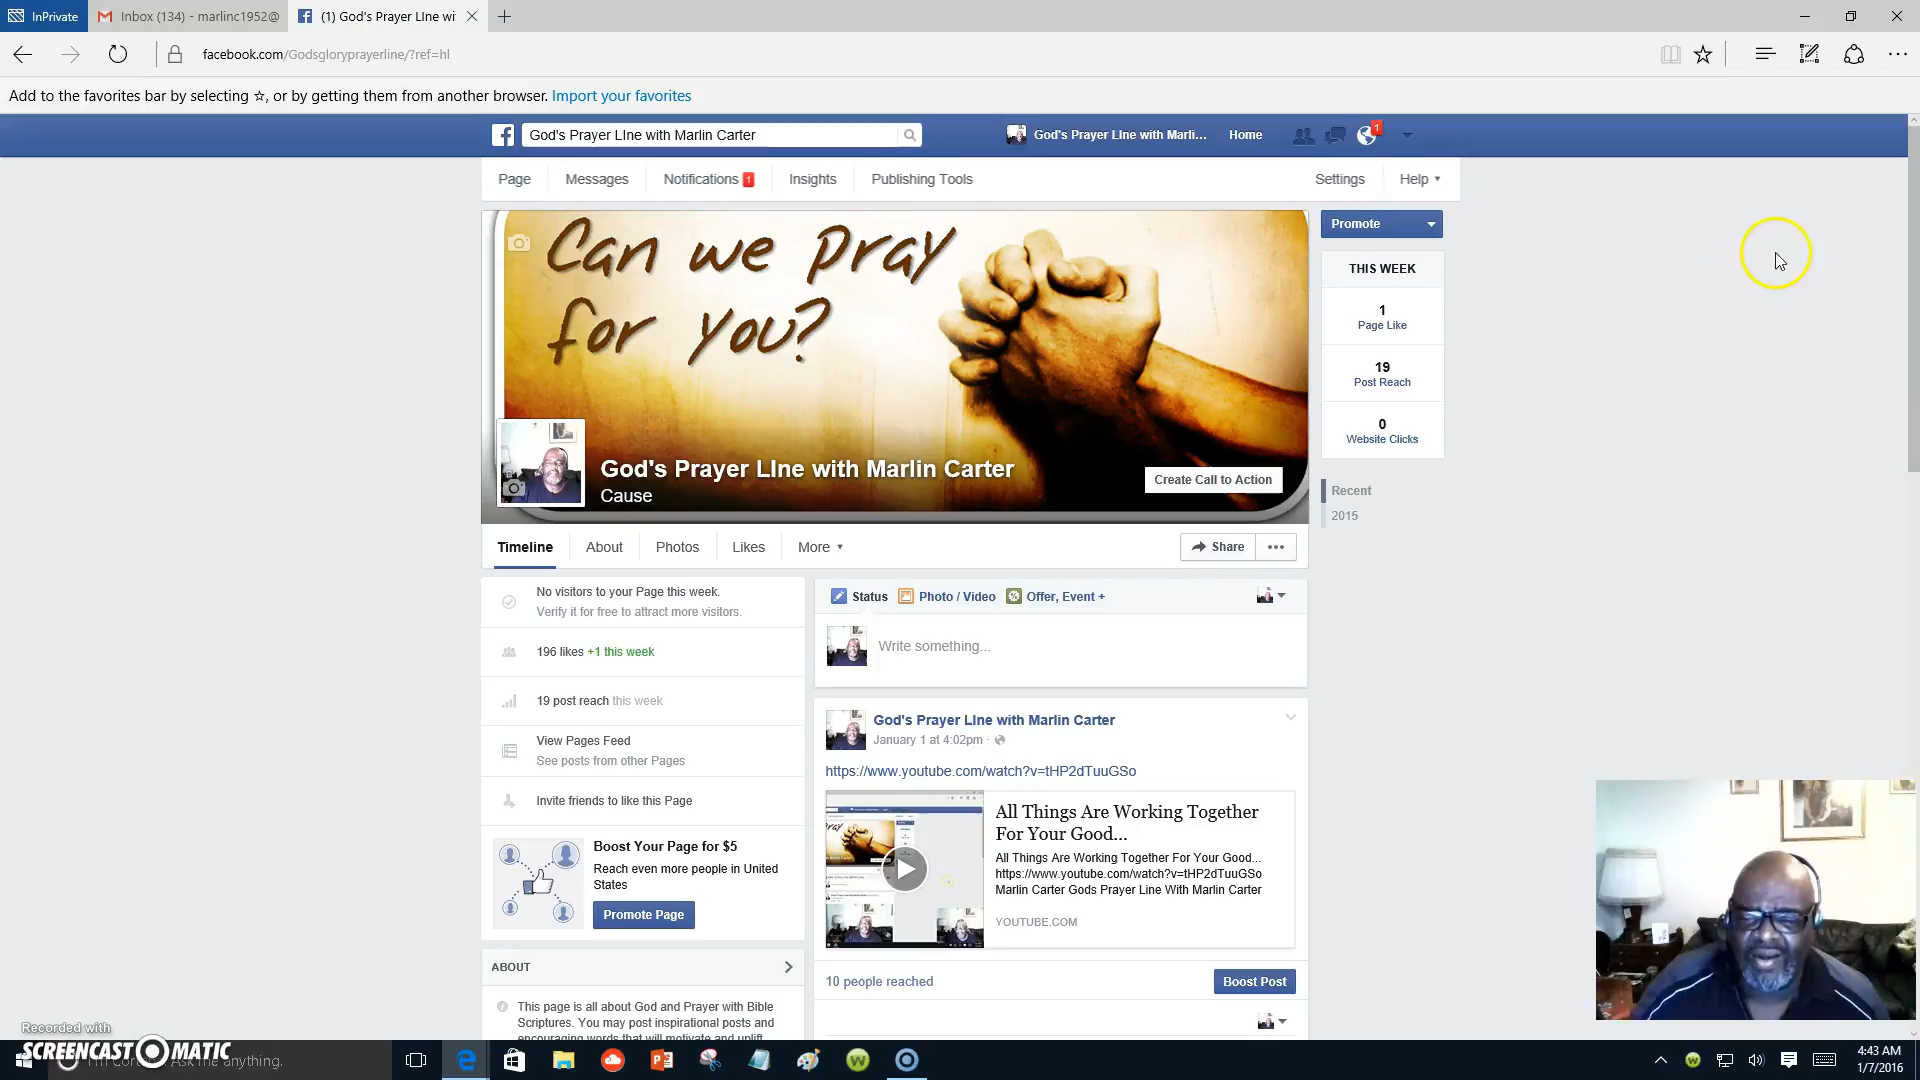 InPrivate
Inbox (134) - marlinc1952@
(1) God's Prayer LIne wi
facebook.com/Godsgloryprayerline/?ref=hl
Add to the favorites bar by selecting ☆, or by getting them from another browser. Import your favorites
God's Prayer LIne with Marlin Carter
God's Prayer LIne with Marli... Home 1
Page Messages Notifications 1 Insights Publishing Tools Settings Help
Can we pray
for you?
God's Prayer LIne with Marlin Carter
Cause
Create Call to Action
Promote
THIS WEEK
1
Page Like
19
Post Reach
0
Website Clicks
Recent
2015
Timeline About Photos Likes More Share
No visitors to your Page this week.
Verify it for free to attract more visitors.
196 likes +1 this week
19 post reach this week
View Pages Feed
See posts from other Pages
Invite friends to like this Page
Boost Your Page for $5
Reach even more people in United
States
Promote Page
ABOUT
This page is all about God and Prayer with Bible
Scriptures. You may post inspirational posts and
encouraging words that will motivate and uplift
Status Photo / Video Offer, Event +
Write something...
God's Prayer LIne with Marlin Carter
January 1 at 4:02pm ·
https://www.youtube.com/watch?v=tHP2dTuuGSo
All Things Are Working Together
For Your Good...
All Things Are Working Together For Your Good...
https://www.youtube.com/watch?v=tHP2dTuuGSo
Marlin Carter Gods Prayer Line With Marlin Carter
YOUTUBE.COM
10 people reached
Boost Post
Recorded with
SCREENCAST MATIC
Ask me anything.
4:43 AM
1/7/2016